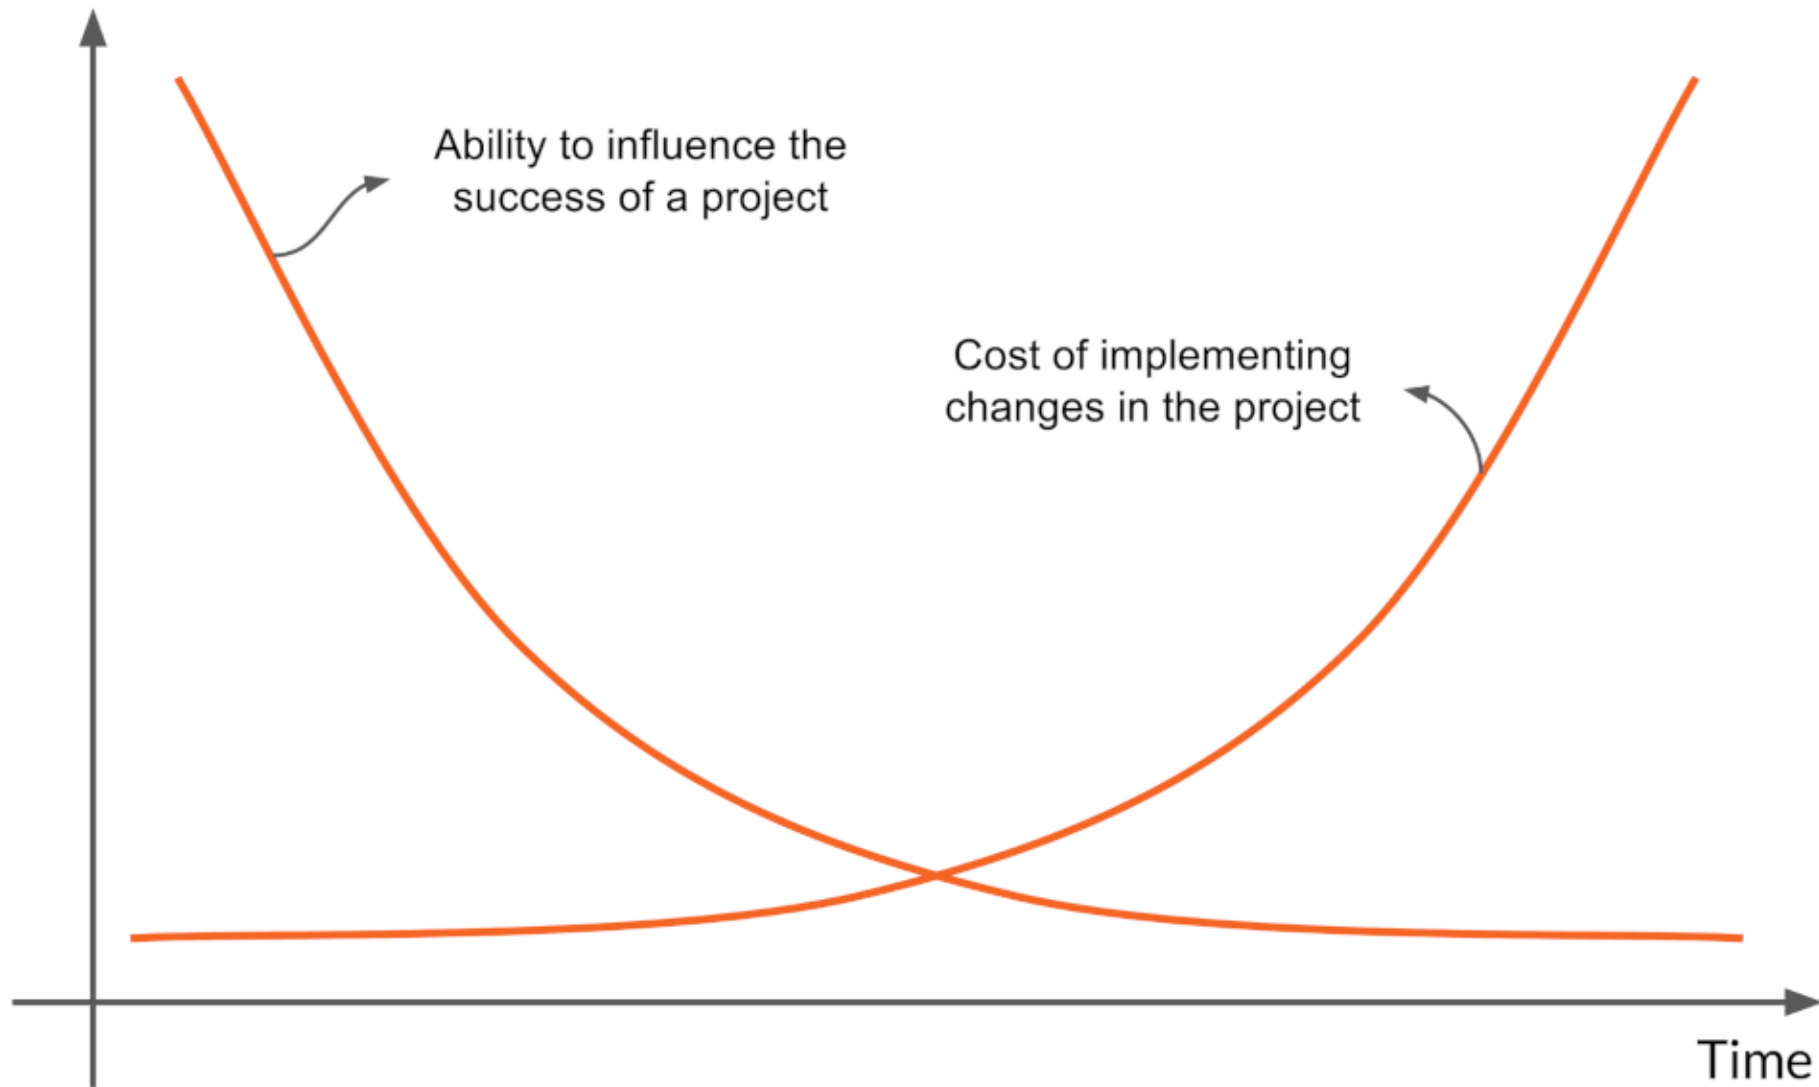 Ability to influence the
success of a project
Cost of implementing
changes in the project
Time